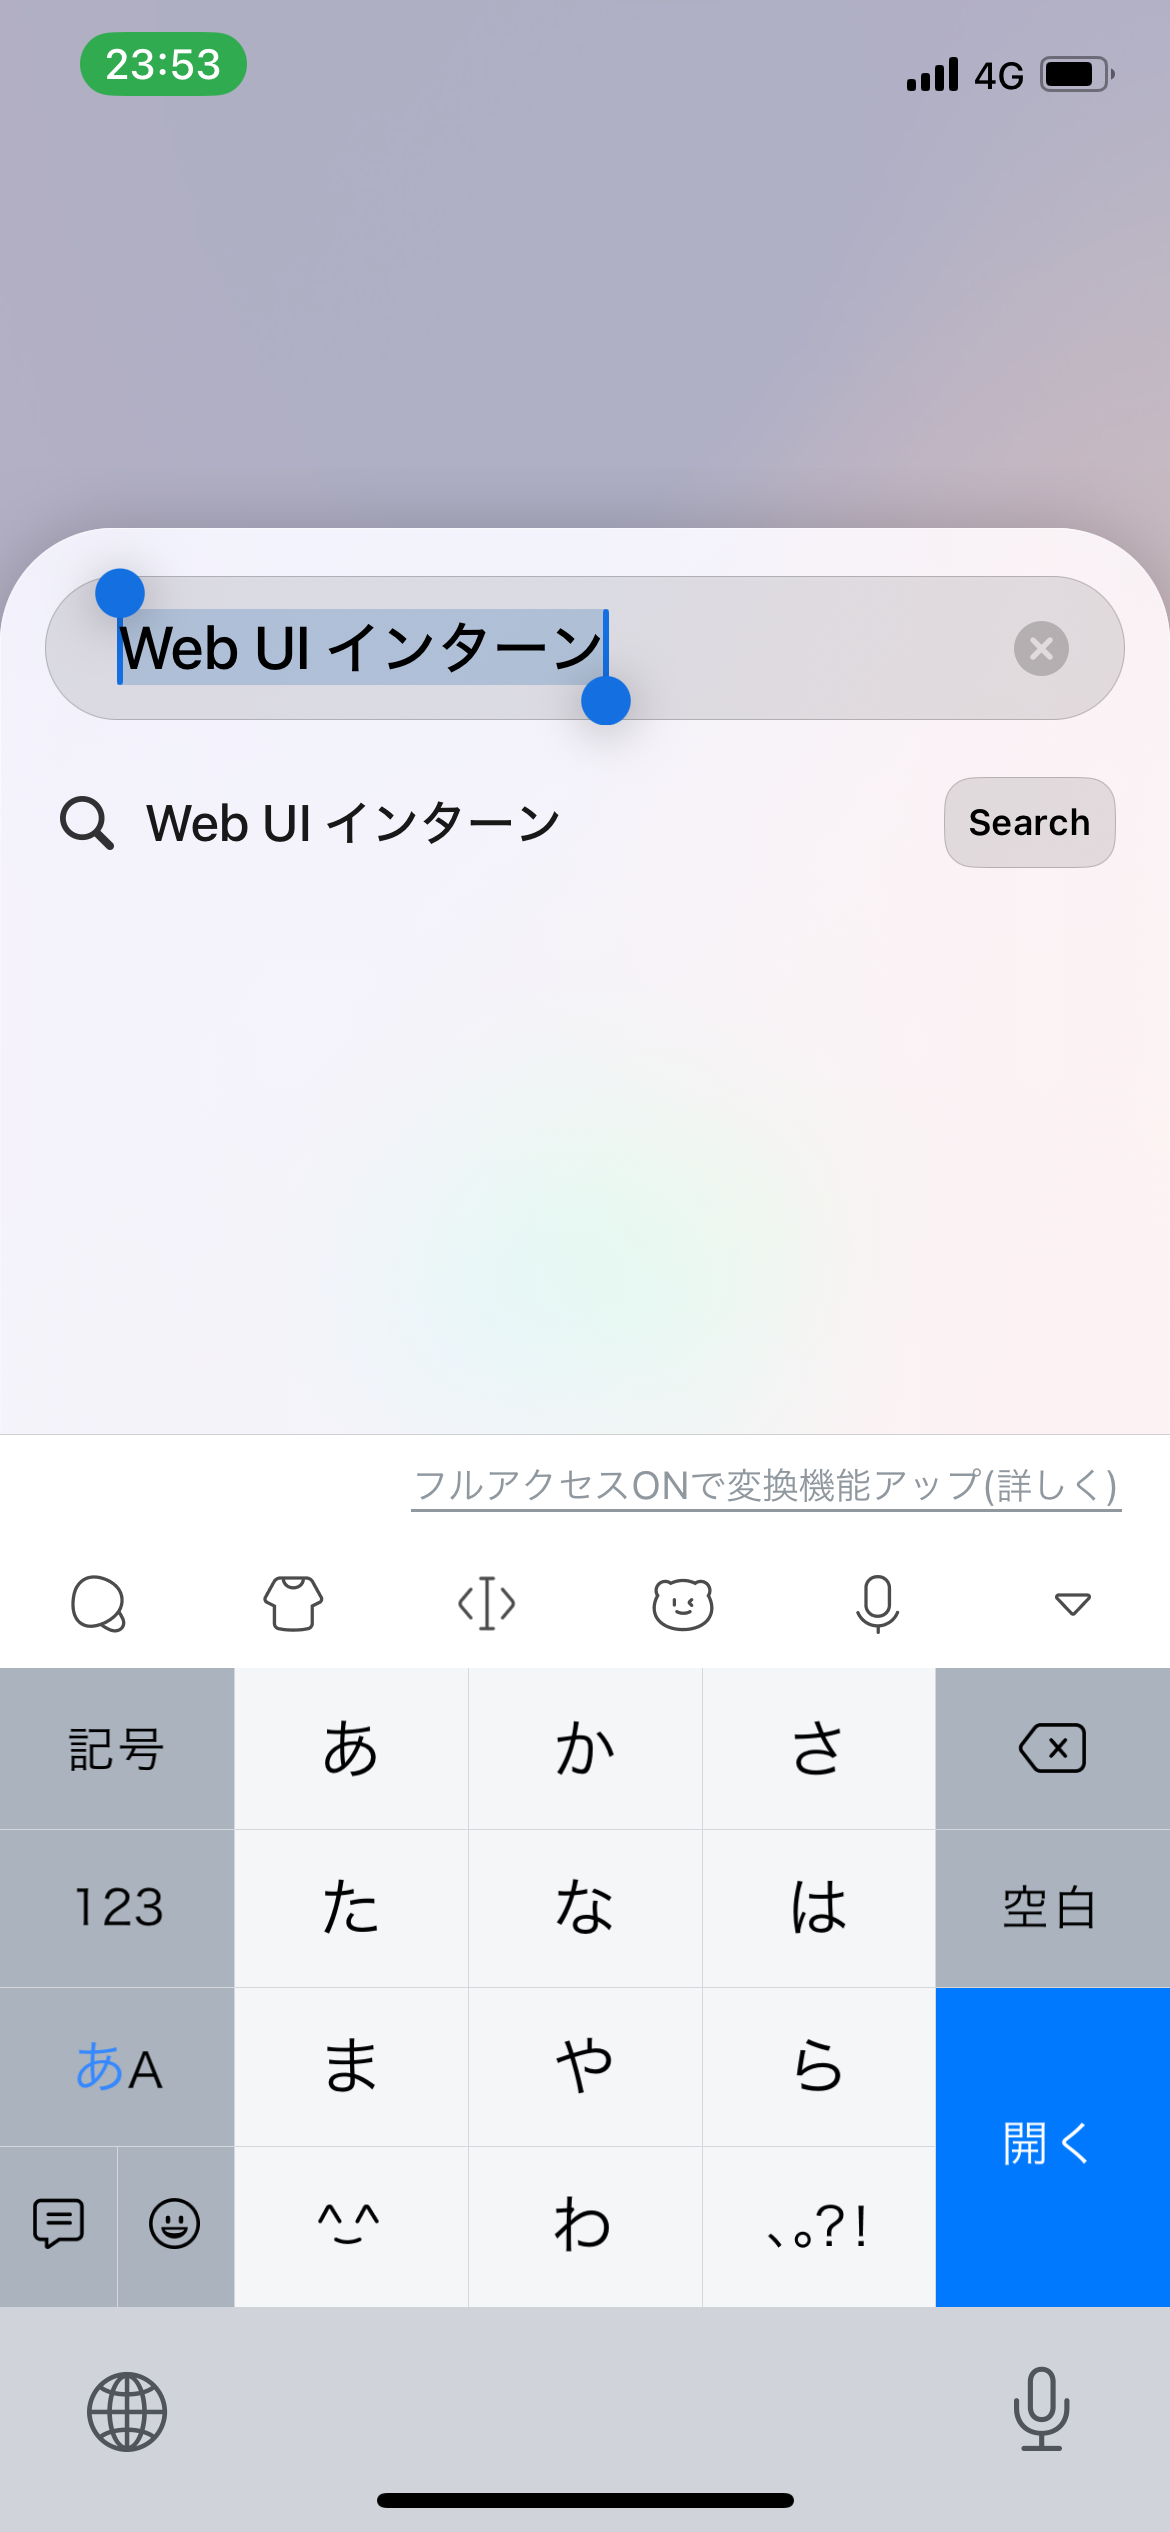 23:53 4G
Web UI インターン
Web UI インターン Search
フルアクセスONで変換機能アップ(詳しく)
記号 あ か さ
123 た な は 空白
あA ま や ら
開く
^_^ わ 、。?!